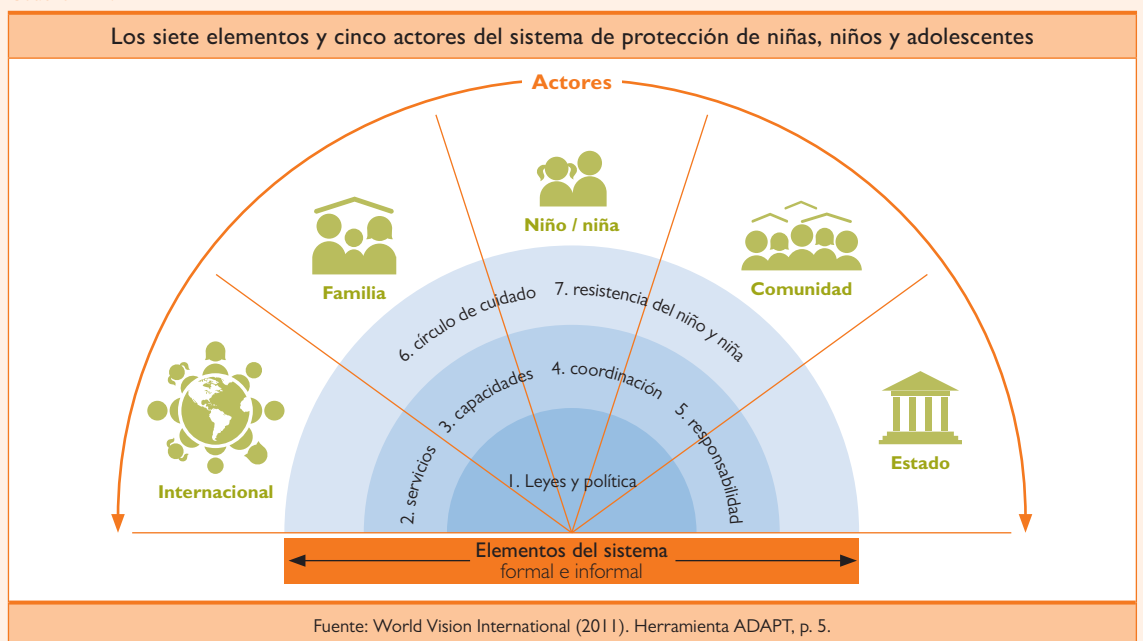 Los siete elementos y cinco actores del sistema de protección de niñas, niños y adolescentes
Actores
Niño / niña
Familia
Comunidad
Internacional
Estado
6. círculo de cuidado
7. resistencia del niño y niña
3. capacidades
4. coordinación
2. servicios
5. responsabilidad
1. Leyes y política
Elementos del sistema
formal e informal
Fuente: World Vision International (2011). Herramienta ADAPT, p. 5.